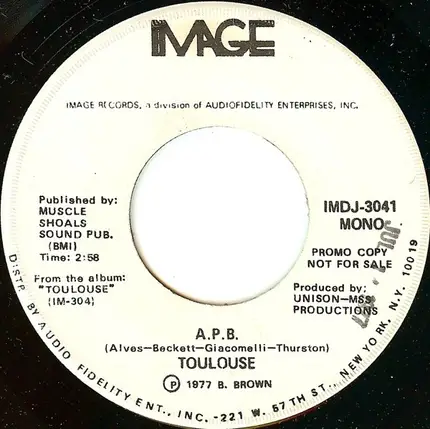 IMAGE
IMAGE RECORDS, a division of AUDIOFIDELITY ENTERPRISES, INC.
Published by:
MUSCLE
SHOALS
SOUND PUB.
(BMI)
Time: 2:58
From the album:
"TOULOUSE"
(IM-304)
IMDJ-3041
MONO
PROMO COPY
NOT FOR SALE
Produced by:
UNISON-MSS
PRODUCTIONS
A.P.B.
(Alves-Beckett-Giacomelli-Thurston)
TOULOUSE
Ⓟ 1977 B. BROWN
DISTR. BY AUDIO FIDELITY ENT., INC. -221 W. 57TH ST., NEW YORK, N.Y. 10019